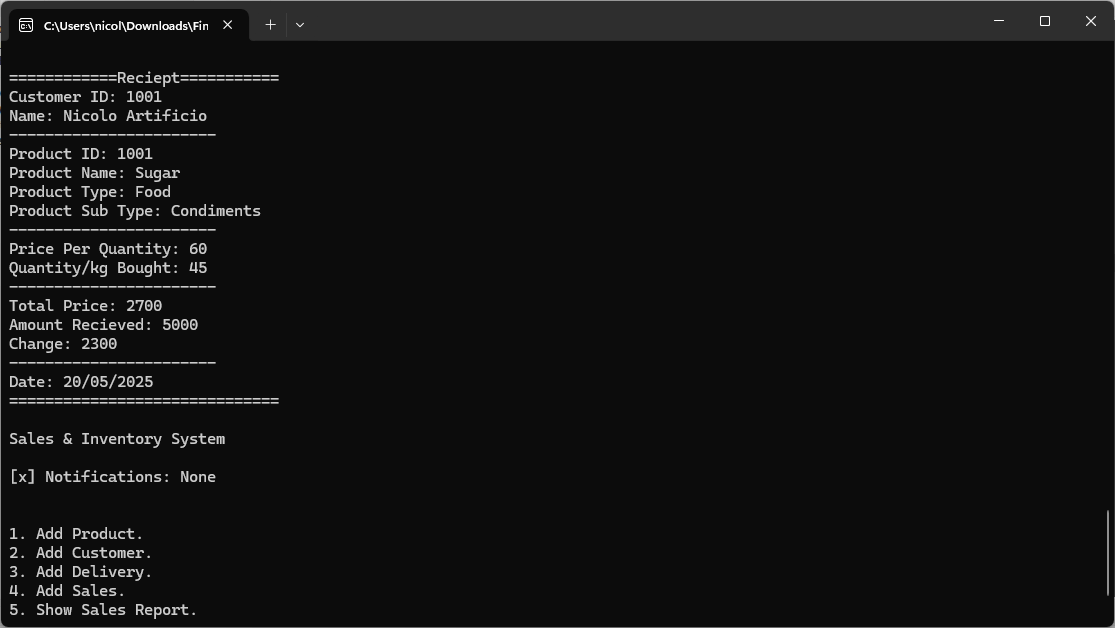 C:\Users\nicol\Downloads\Fin
============Reciept===========
Customer ID: 1001
Name: Nicolo Artificio
-----------------------
Product ID: 1001
Product Name: Sugar
Product Type: Food
Product Sub Type: Condiments
-----------------------
Price Per Quantity: 60
Quantity/kg Bought: 45
-----------------------
Total Price: 2700
Amount Recieved: 5000
Change: 2300
-----------------------
Date: 20/05/2025
==============================
Sales & Inventory System
[x] Notifications: None
1. Add Product.
2. Add Customer.
3. Add Delivery.
4. Add Sales.
5. Show Sales Report.